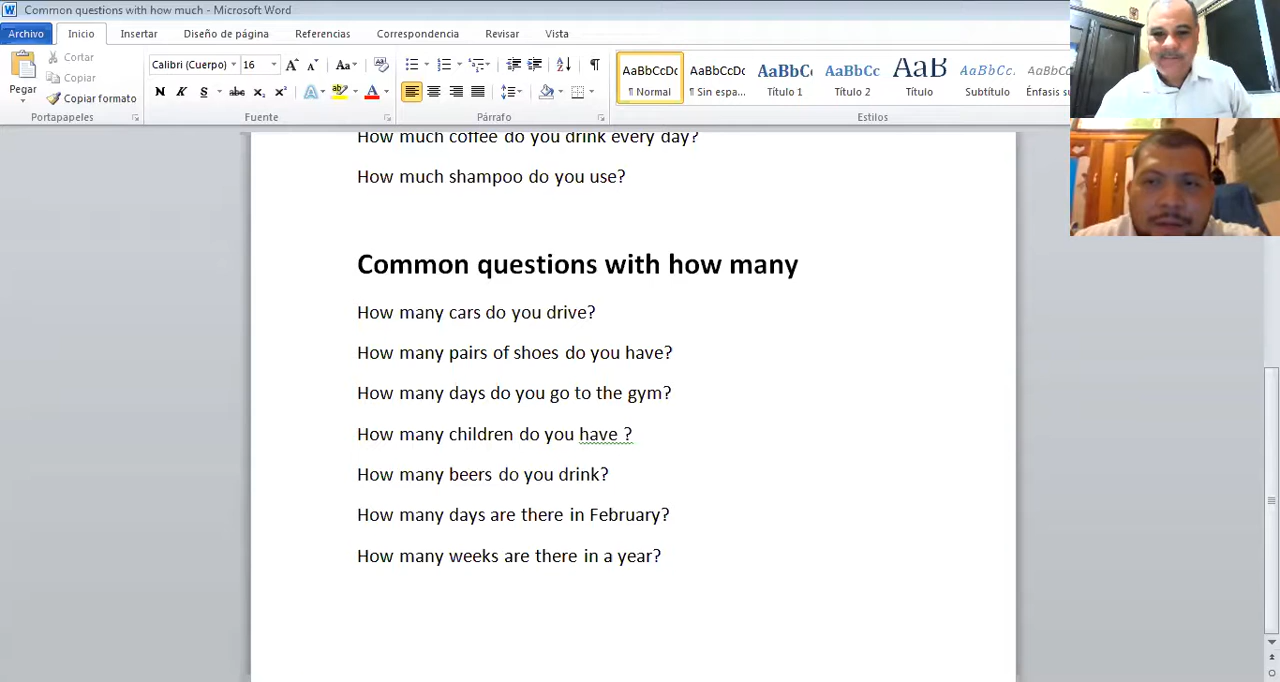 Common questions with how much - Microsoft Word
Archivo Inicio Insertar Diseño de página Referencias Correspondencia Revisar Vista
Pegar
Cortar
Copiar
Copiar formato
Portapapeles
Calibri (Cuerpo) 16
Fuente
Párrafo
AaBbCcDc AaBbCcDc AaBbC AaBbCc AaB AaBbCc. AaBbCc
¶ Normal ¶ Sin espa... Título 1 Título 2 Título Subtítulo Énfasis
Estilos
How much coffee do you drink every day?
How much shampoo do you use?
Common questions with how many
How many cars do you drive?
How many pairs of shoes do you have?
How many days do you go to the gym?
How many children do you have ?
How many beers do you drink?
How many days are there in February?
How many weeks are there in a year?